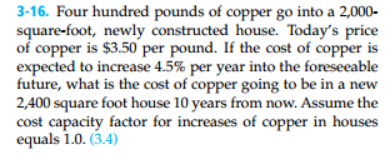 3-16. Four hundred pounds of copper go into a 2,000-
square-foot, newly constructed house. Today's price
of copper is $3.50 per pound. If the cost of copper is
expected to increase 4.5% per year into the foreseeable
future, what is the cost of copper going to be in a new
2,400 square foot house 10 years from now. Assume the
cost capacity factor for increases of copper in houses
equals 1.0. (3.4)